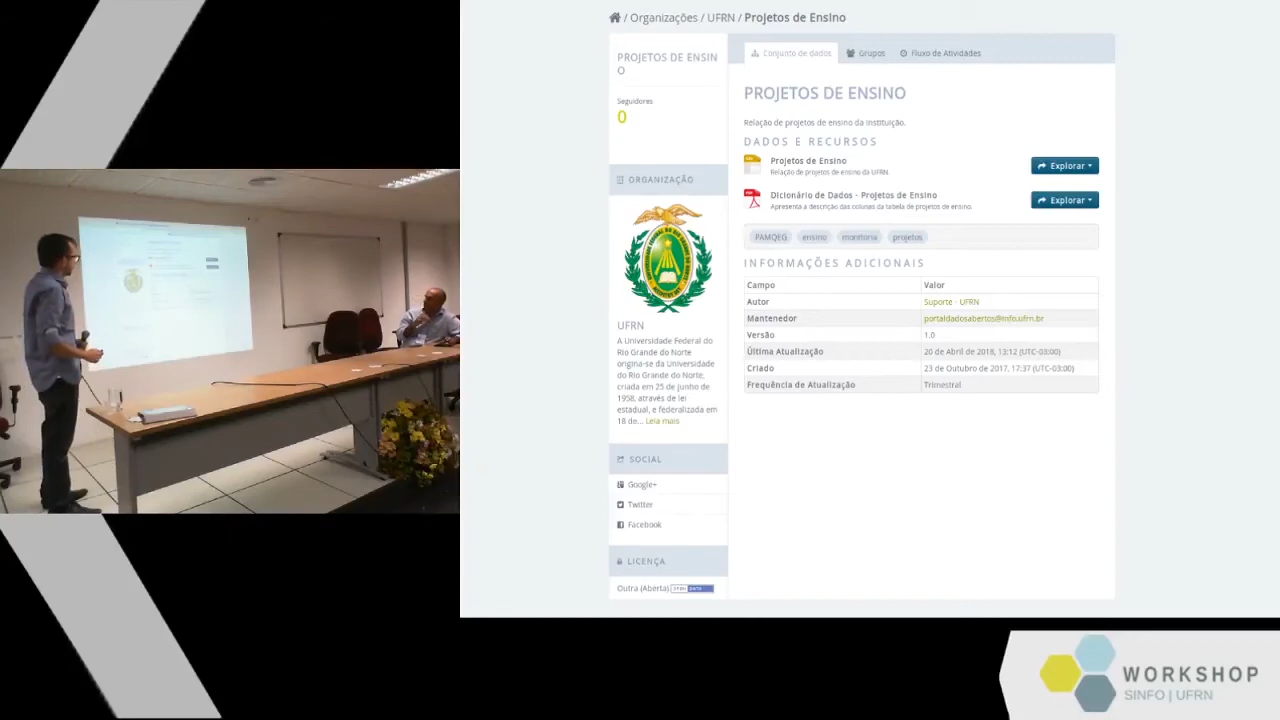 / Organizações / UFRN / Projetos de Ensino
PROJETOS DE ENSIN
O
Seguidores
0
ORGANIZAÇÃO
UFRN
A Universidade Federal do
Rio Grande do Norte
origina-se da Universidade
do Rio Grande do Norte,
criada em 25 de junho de
1958, através de lei
estadual, e federalizada em
18 de... Leia mais
SOCIAL
Google+
Twitter
Facebook
LICENÇA
Outra (Aberta) OPEN DATA
Conjunto de dados Grupos Fluxo de Atividades
PROJETOS DE ENSINO
Relação de projetos de ensino da instituição.
DADOS E RECURSOS
Projetos de Ensino
Relação de projetos de ensino da UFRN.
Explorar
Dicionário de Dados - Projetos de Ensino
Apresenta a descrição das colunas da tabela de projetos de ensino.
Explorar
PAMQEG ensino monitoria projetos
INFORMAÇÕES ADICIONAIS
Campo Valor
Autor Suporte - UFRN
Mantenedor portaldadosabertos@info.ufrn.br
Versão 1.0
Última Atualização 20 de Abril de 2018, 13:12 (UTC-03:00)
Criado 23 de Outubro de 2017, 17:37 (UTC-03:00)
Frequência de Atualização Trimestral
WORKSHOP
SINFO | UFRN